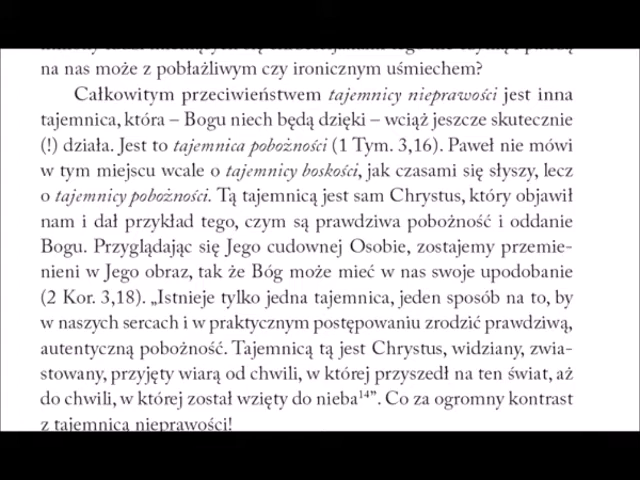 na nas może z pobłażliwym czy ironicznym uśmiechem?
Całkowitym przeciwieństwem tajemnicy nieprawości jest inna
tajemnica, która – Bogu niech będą dzięki – wciąż jeszcze skutecznie
(!) działa. Jest to tajemnica pobożności (1 Tym. 3,16). Paweł nie mówi
w tym miejscu wcale o tajemnicy boskości, jak czasami się słyszy, lecz
o tajemnicy pobożności. Tą tajemnicą jest sam Chrystus, który objawił
nam i dał przykład tego, czym są prawdziwa pobożność i oddanie
Bogu. Przyglądając się Jego cudownej Osobie, zostajemy przemie-
nieni w Jego obraz, tak że Bóg może mieć w nas swoje upodobanie
(2 Kor. 3,18). „Istnieje tylko jedna tajemnica, jeden sposób na to, by
w naszych sercach i w praktycznym postępowaniu zrodzić prawdziwą,
autentyczną pobożność. Tajemnicą tą jest Chrystus, widziany, zwia-
stowany, przyjęty wiarą od chwili, w której przyszedł na ten świat, aż
do chwili, w której został wzięty do nieba¹⁴”. Co za ogromny kontrast
z tajemnicą nieprawości!